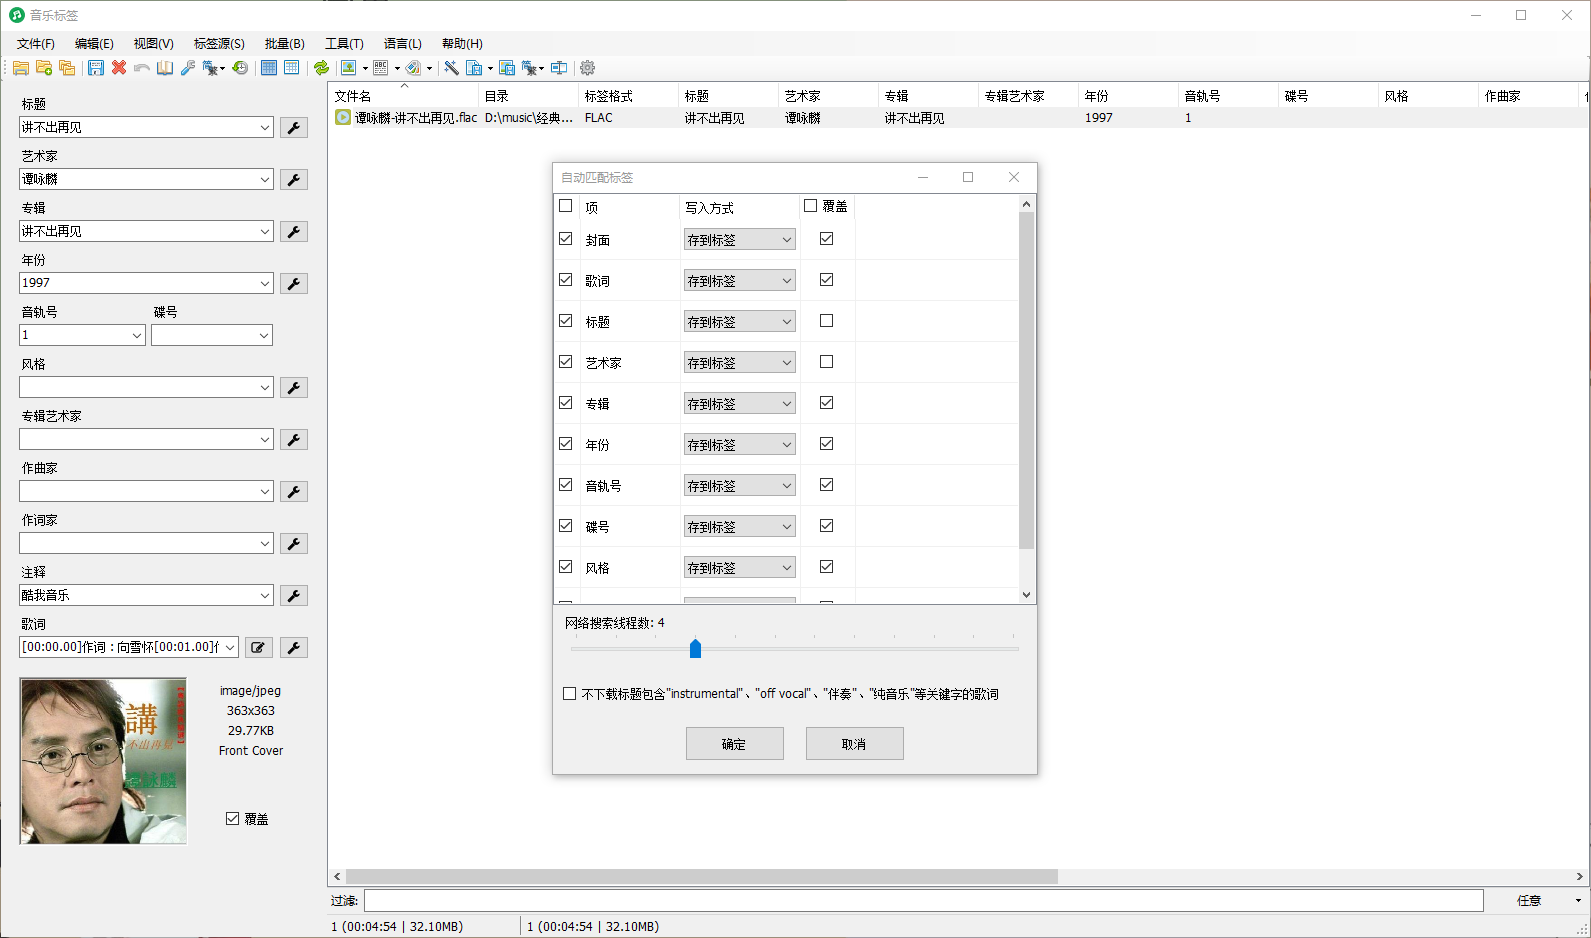 音乐标签
文件(F) 编辑(E) 视图(V) 标签源(S) 批量(B) 工具(T) 语言(L) 帮助(H)
标题
讲不出再见
艺术家
谭咏麟
专辑
讲不出再见
年份
1997
音轨号 碟号
1
风格
专辑艺术家
作曲家
作词家
注释
酷我音乐
歌词
[00:00.00]作词：向雪怀[00:01.00]
講
不出再見
譚詠麟
image/jpeg
363x363
29.77KB
Front Cover
覆盖
文件名 目录 标签格式 标题 艺术家 专辑 专辑艺术家 年份 音轨号 碟号 风格 作曲家
谭咏麟-讲不出再见.flac D:\music\经典... FLAC 讲不出再见 谭咏麟 讲不出再见 1997 1
自动匹配标签
项 写入方式 覆盖
封面 存到标签
歌词 存到标签
标题 存到标签
艺术家 存到标签
专辑 存到标签
年份 存到标签
音轨号 存到标签
碟号 存到标签
风格 存到标签
网络搜索线程数: 4
不下载标题包含"instrumental"、"off vocal"、"伴奏"、"纯音乐"等关键字的歌词
确定 取消
过滤: 任意
1 (00:04:54 | 32.10MB) 1 (00:04:54 | 32.10MB)